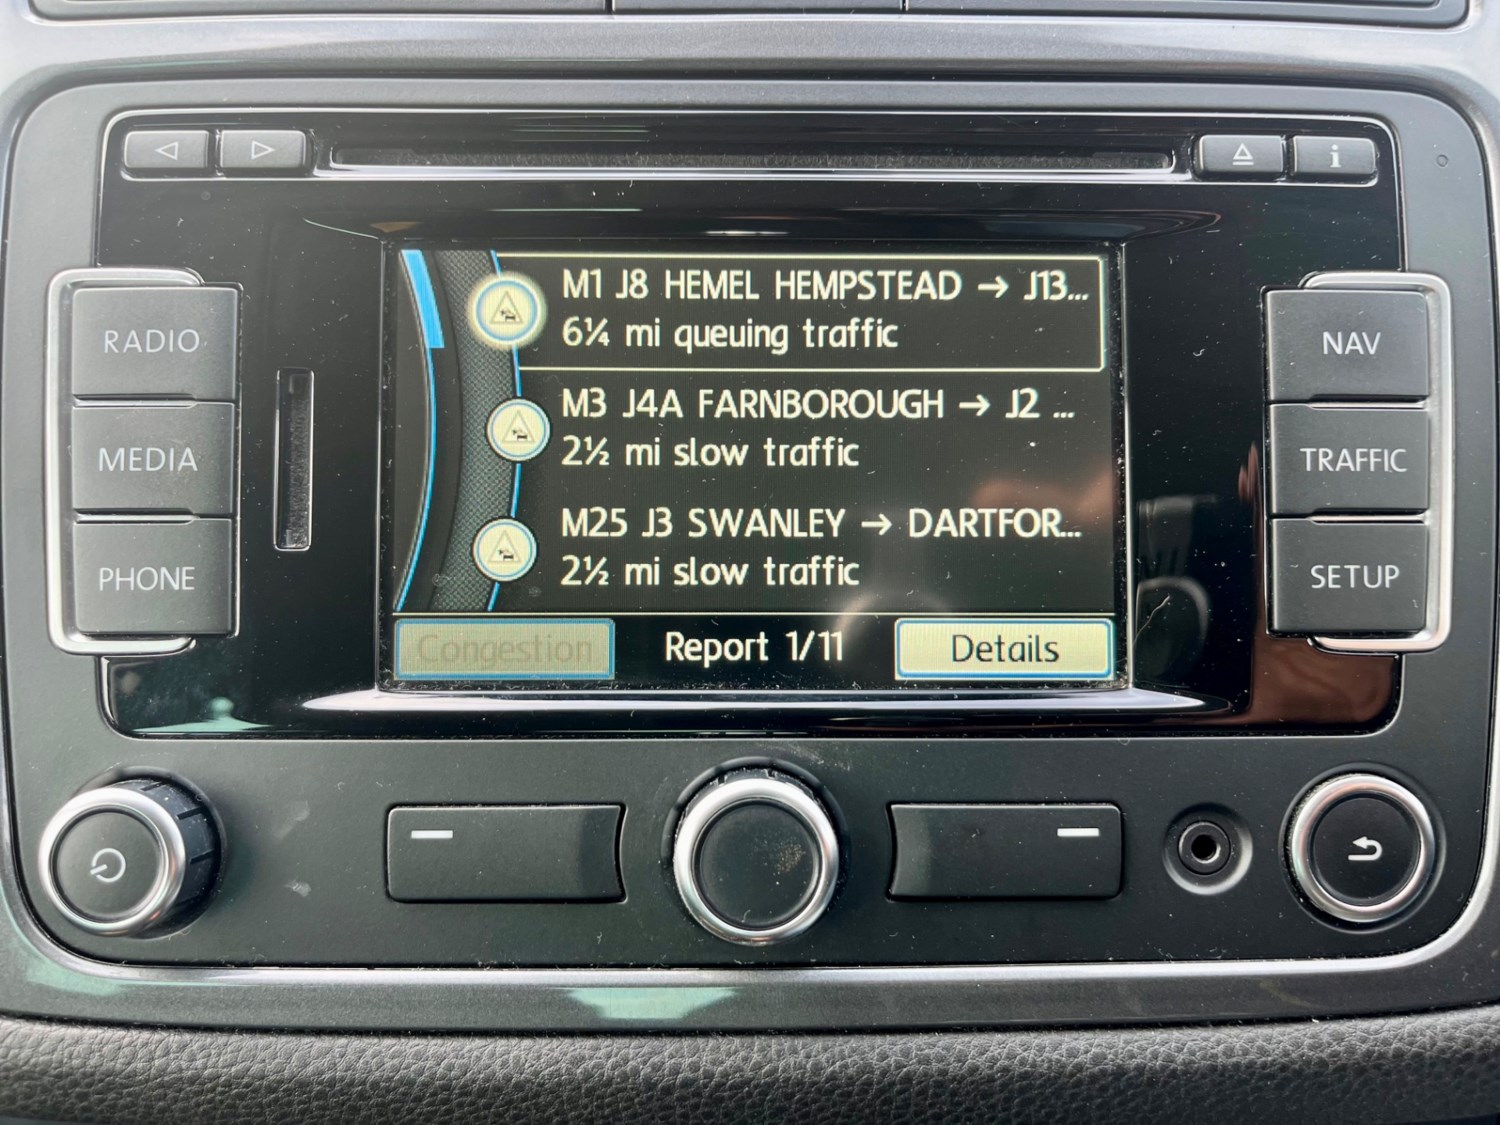 i
RADIO
MEDIA
PHONE
M1 J8 HEMEL HEMPSTEAD → J13...
6¼ mi queuing traffic
M3 J4A FARNBOROUGH → J2 ...
2½ mi slow traffic
M25 J3 SWANLEY → DARTFOR...
2½ mi slow traffic
Congestion
Report 1/11
Details
NAV
TRAFFIC
SETUP